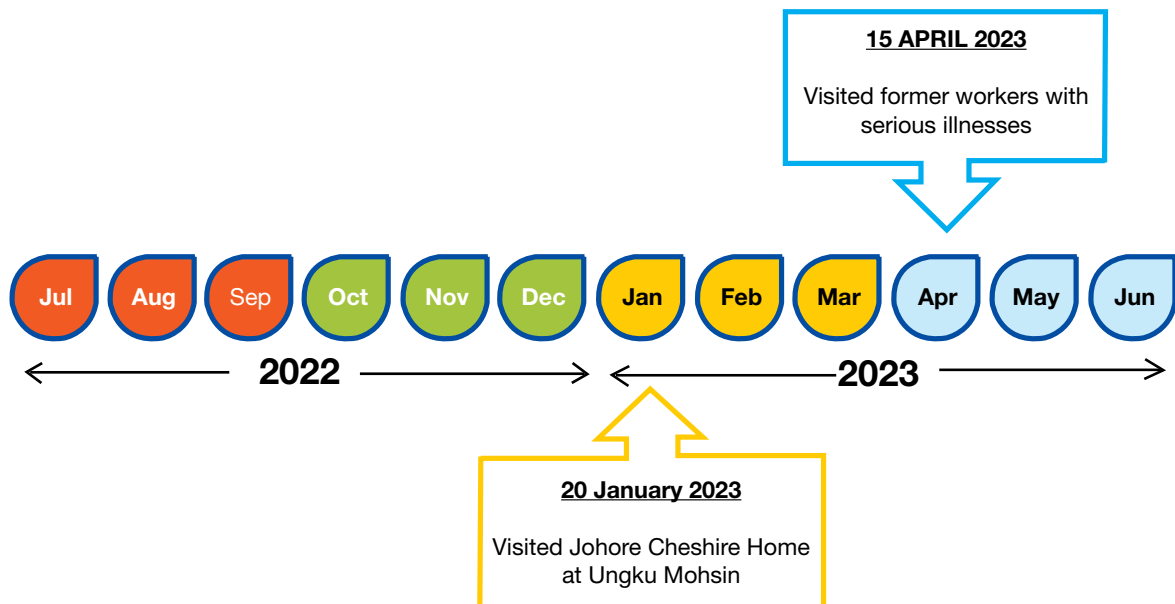 15 APRIL 2023
Visited former workers with
serious illnesses
Jul Aug Sep Oct Nov Dec Jan Feb Mar Apr May Jun
2022 2023
20 January 2023
Visited Johore Cheshire Home
at Ungku Mohsin